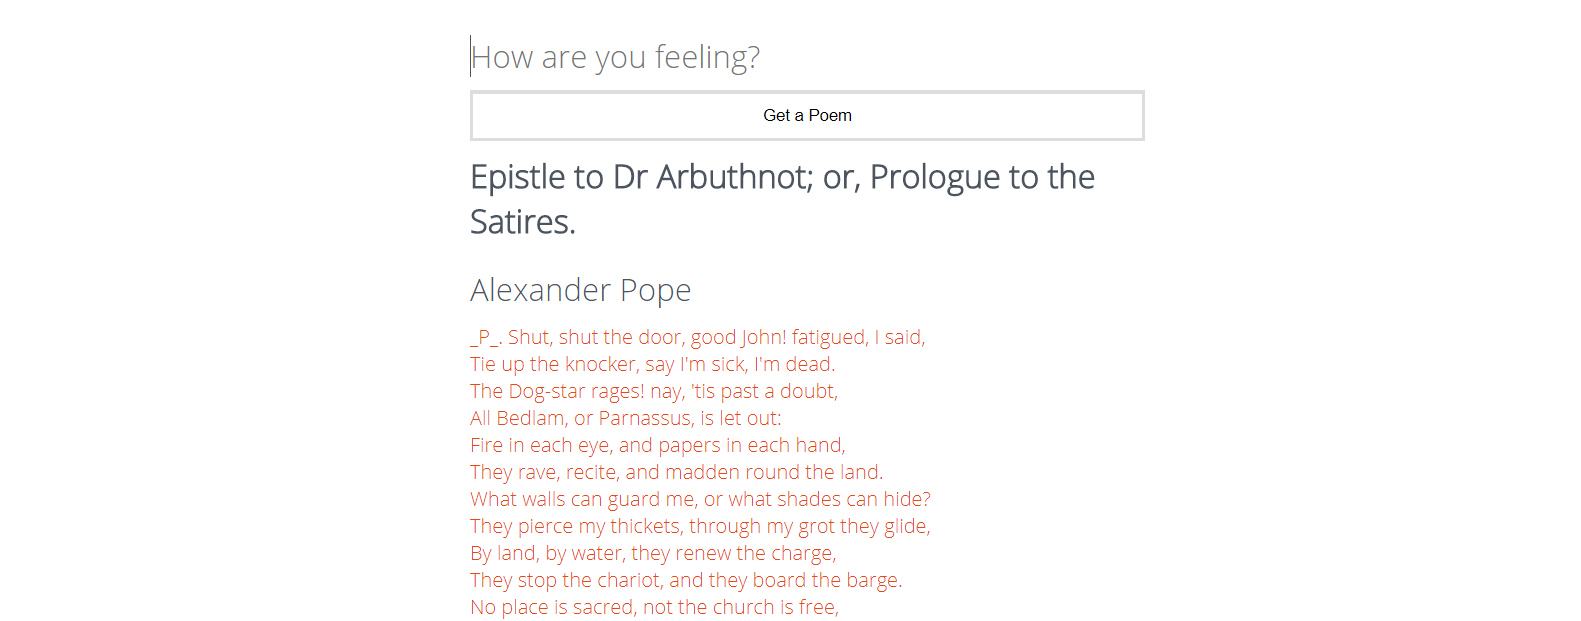 How are you feeling?
Get a Poem
Epistle to Dr Arbuthnot; or, Prologue to the
Satires.
Alexander Pope
_P_. Shut, shut the door, good John! fatigued, I said,
Tie up the knocker, say I'm sick, I'm dead.
The Dog-star rages! nay, 'tis past a doubt,
All Bedlam, or Parnassus, is let out:
Fire in each eye, and papers in each hand,
They rave, recite, and madden round the land.
What walls can guard me, or what shades can hide?
They pierce my thickets, through my grot they glide,
By land, by water, they renew the charge,
They stop the chariot, and they board the barge.
No place is sacred, not the church is free,